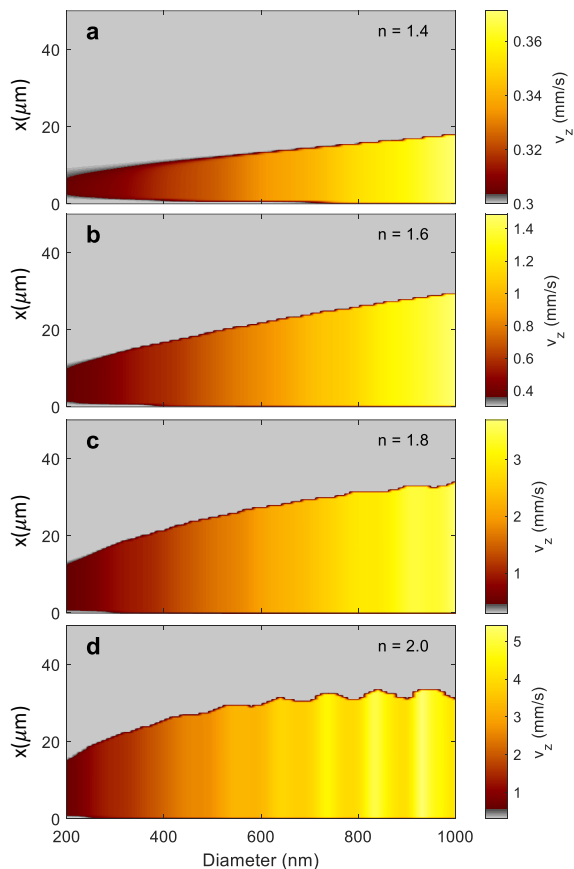 a
n = 1.4
40
20
0
x(μm)
0.36
0.34
0.32
0.3
v_z (mm/s)
b
n = 1.6
40
20
0
x(μm)
1.4
1.2
1
0.8
0.6
0.4
v_z (mm/s)
c
n = 1.8
40
20
0
x(μm)
3
2
1
v_z (mm/s)
d
n = 2.0
40
20
0
x(μm)
5
4
3
2
1
v_z (mm/s)
200 400 600 800 1000
Diameter (nm)